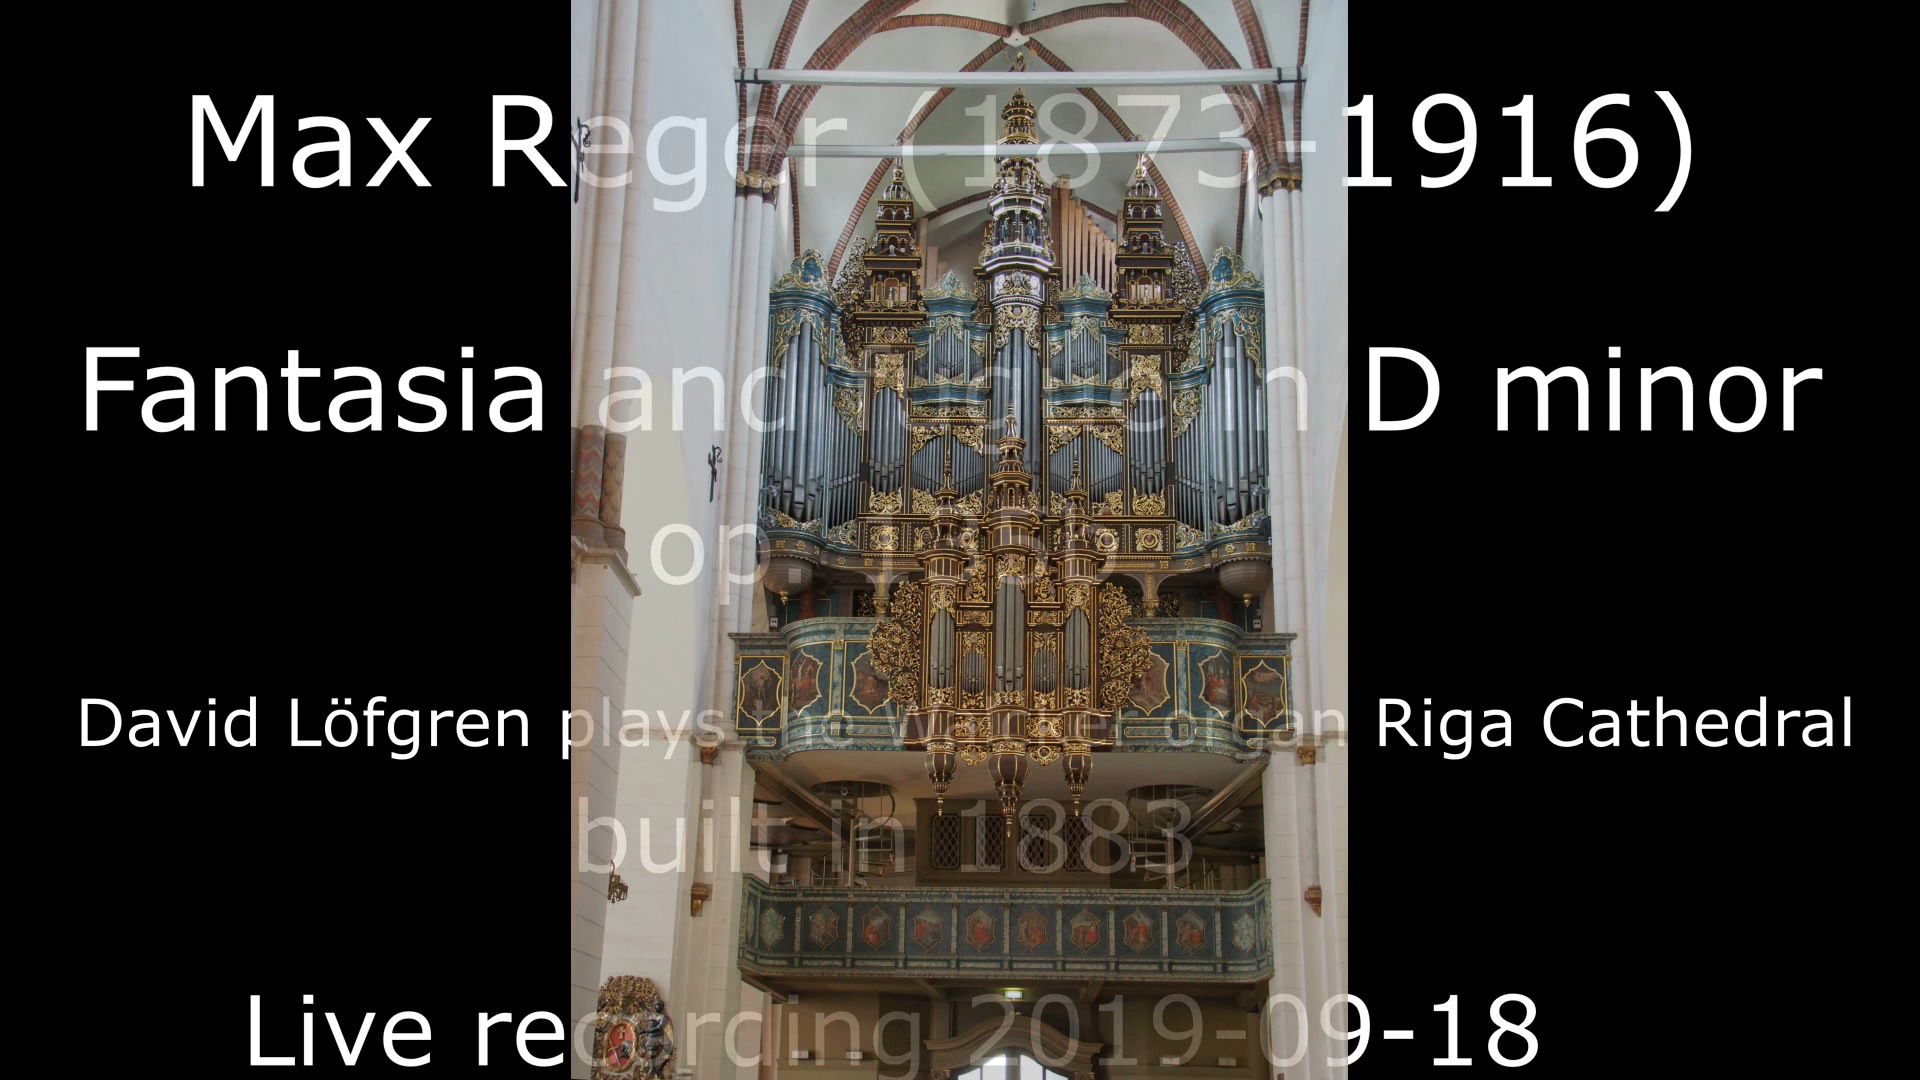 Max Reger (1873-1916)
Fantasia and fugue in D minor
op. 135b
David Löfgren plays the Walcker organ Riga Cathedral
built in 1883
Live recording 2019-09-18